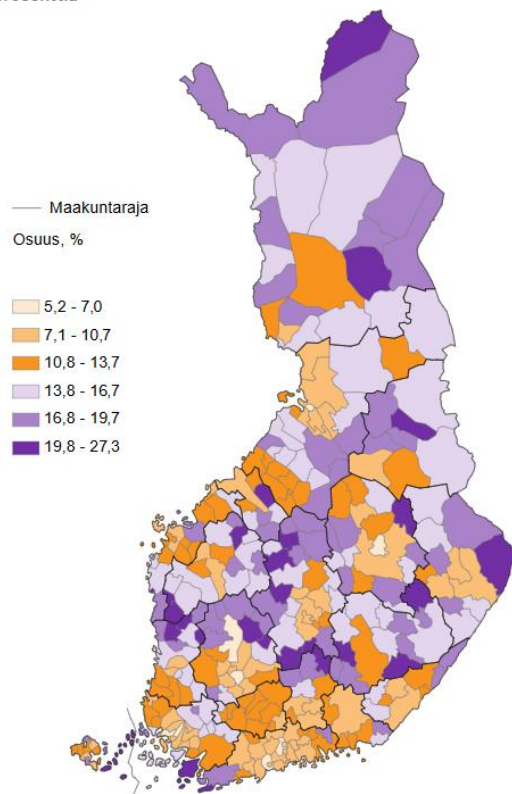 Maakuntaraja
Osuus, %
5,2 - 7,0
7,1 - 10,7
10,8 - 13,7
13,8 - 16,7
16,8 - 19,7
19,8 - 27,3